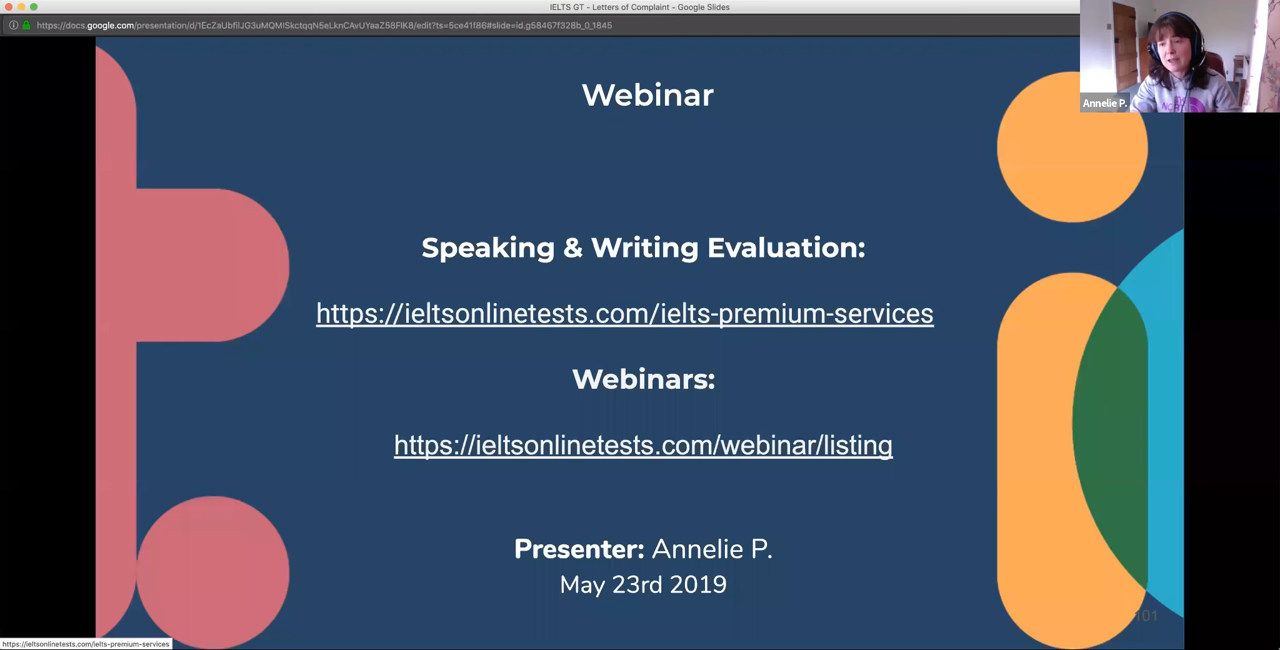 IELTS GT - Letters of Complaint - Google Slides
Webinar
Annelie P.
Speaking & Writing Evaluation:
https://ieltsonlinetests.com/ielts-premium-services
Webinars:
https://ieltsonlinetests.com/webinar/listing
Presenter: Annelie P.
May 23rd 2019
101
https://ieltsonlinetests.com/ielts-premium-services